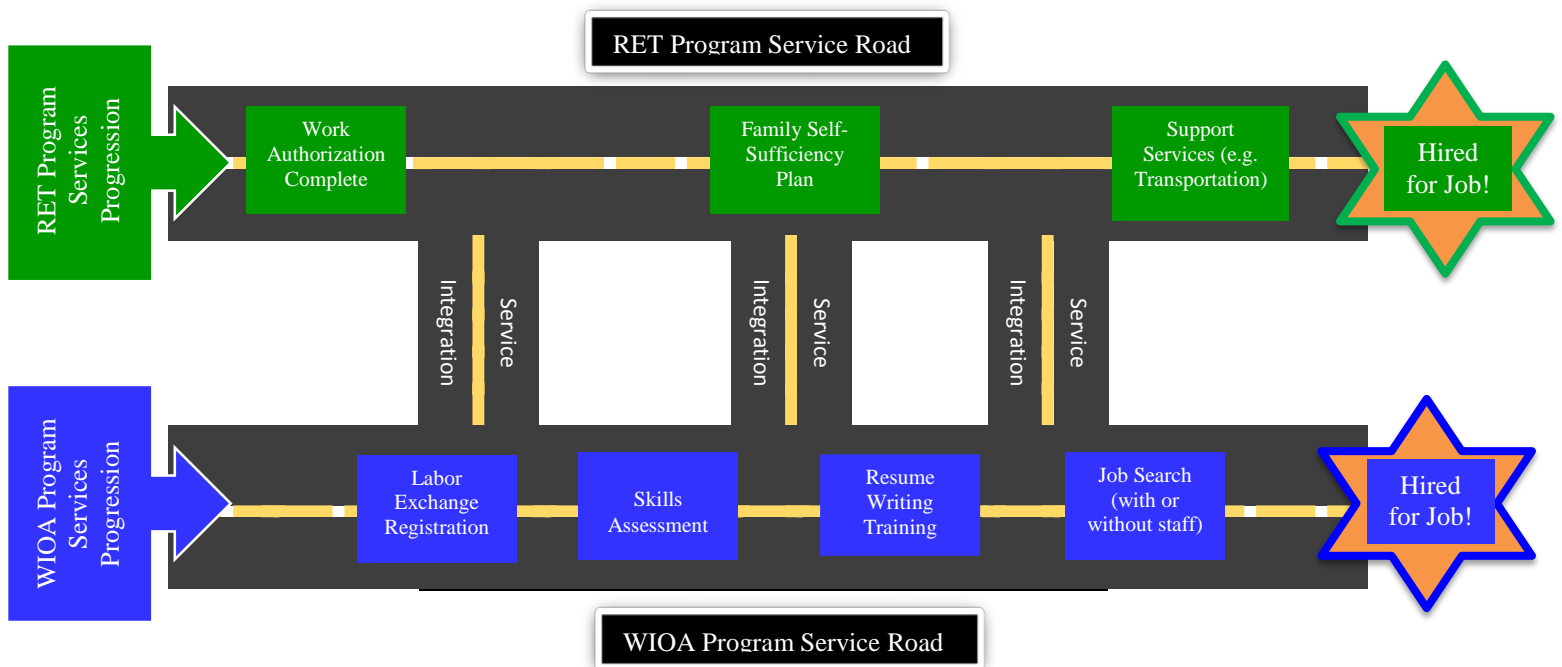 RET Program Service Road
RET Program
Services
Progression
Work
Authorization
Complete
Family Self-
Sufficiency
Plan
Support
Services (e.g.
Transportation)
Hired
for Job!
Service
Integration
Service
Integration
Service
Integration
WIOA Program
Services
Progression
Labor
Exchange
Registration
Skills
Assessment
Resume
Writing
Training
Job Search
(with or
without staff)
Hired
for Job!
WIOA Program Service Road